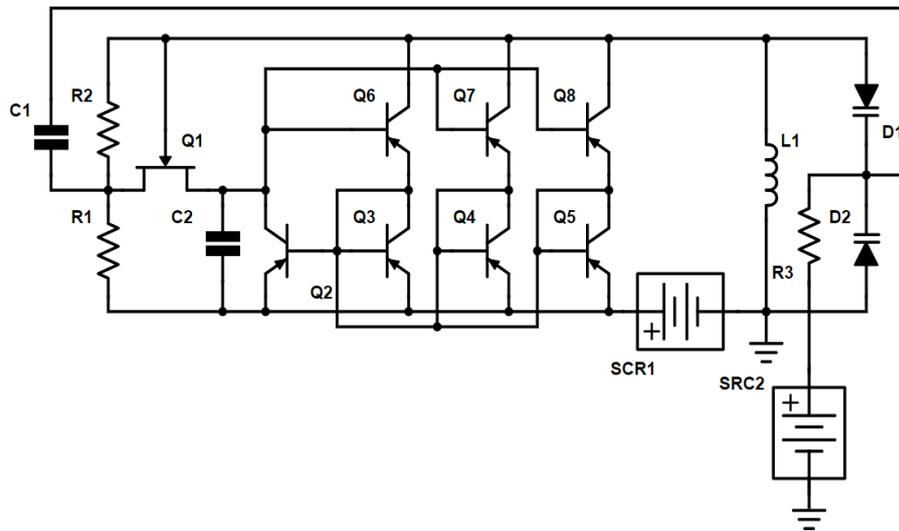 C1
R2
Q1
R1
C2
Q6
Q7
Q8
Q3
Q4
Q5
Q2
L1
D1
D2
R3
+
SCR1
SRC2
+